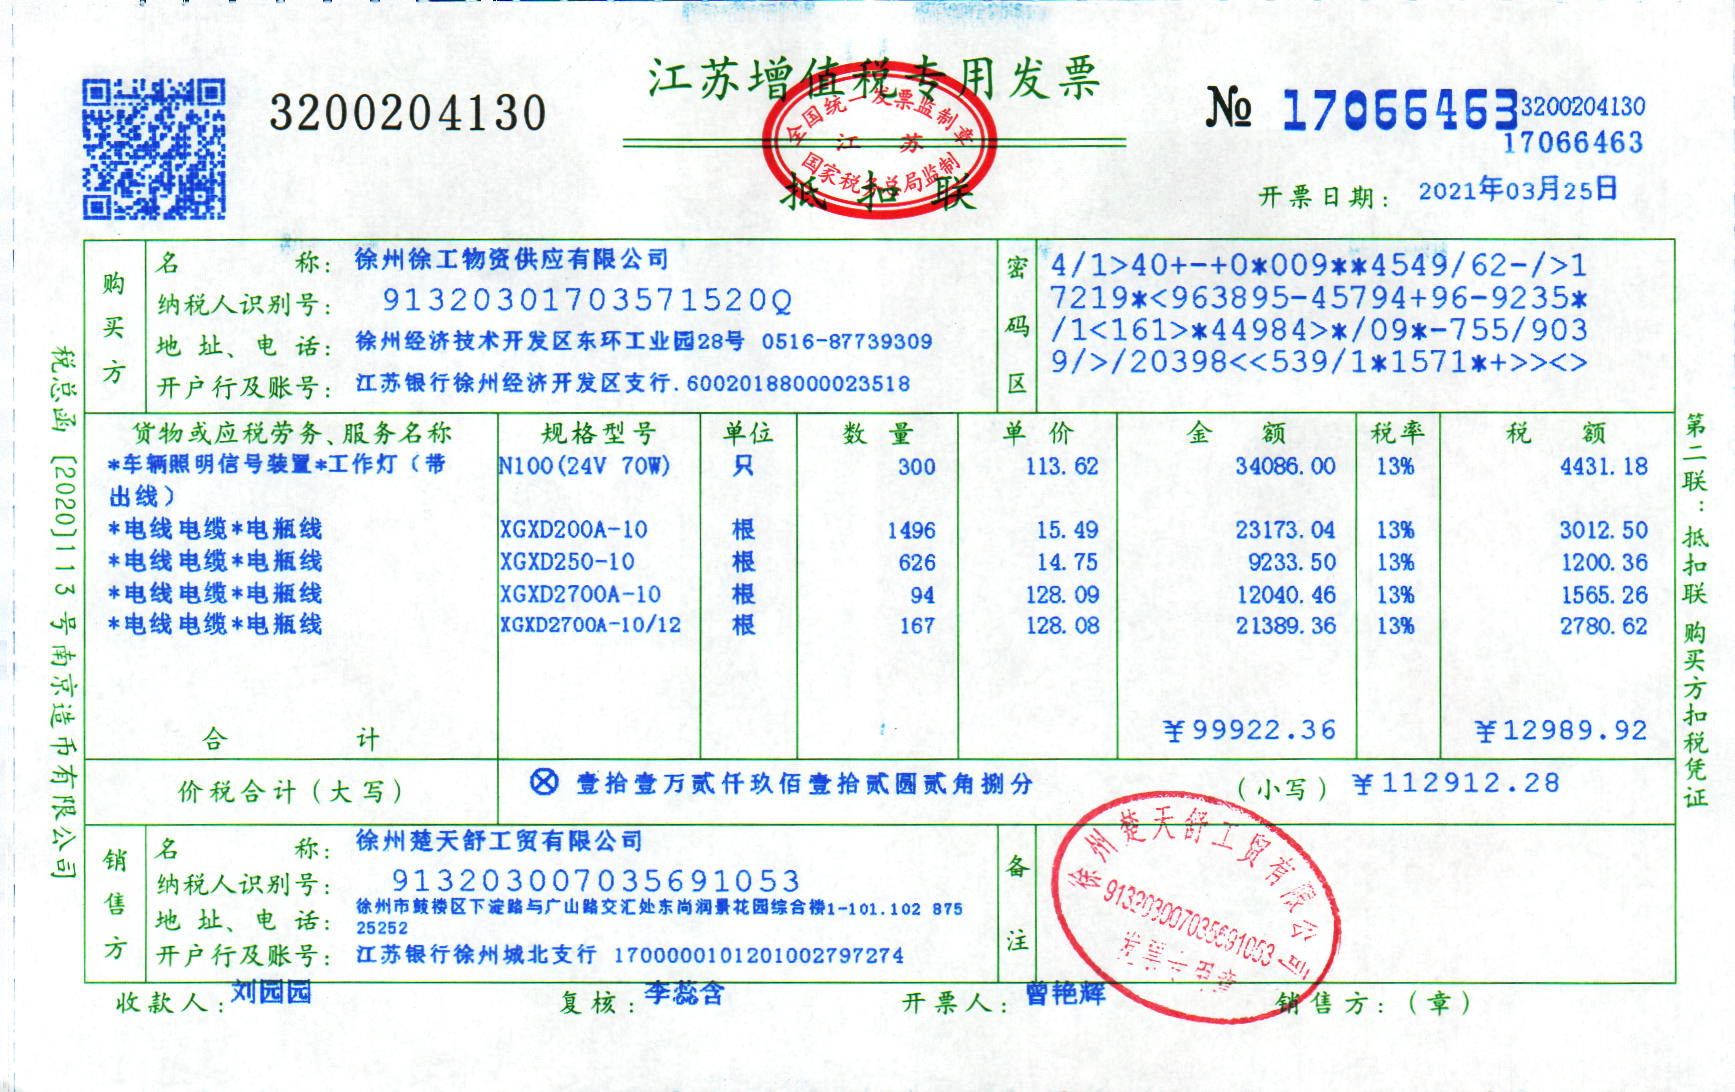 江苏增值税专用发票
3200204130
№ 17066463
3200204130
17066463
全国统一发票监制章
江 苏
国家税务总局监制
抵 扣 联
开票日期： 2021年03月25日
购买方
名 称： 徐州徐工物资供应有限公司
纳税人识别号： 91320301703571520Q
地 址、电 话： 徐州经济技术开发区东环工业园28号 0516-87739309
开户行及账号： 江苏银行徐州经济开发区支行.60020188000023518
密码区
4/1>40+-+0*009**4549/62-/>1
7219*<963895-45794+96-9235*
/1<161>*44984>*/09*-755/903
9/>/20398<<539/1*1571*+>><>
货物或应税劳务、服务名称 规格型号 单位 数 量 单 价 金 额 税率 税 额
*车辆照明信号装置*工作灯（带 N100(24V 70W) 只 300 113.62 34086.00 13% 4431.18
出线）
*电线电缆*电瓶线 XGXD200A-10 根 1496 15.49 23173.04 13% 3012.50
*电线电缆*电瓶线 XGXD250-10 根 626 14.75 9233.50 13% 1200.36
*电线电缆*电瓶线 XGXD2700A-10 根 94 128.09 12040.46 13% 1565.26
*电线电缆*电瓶线 XGXD2700A-10/12 根 167 128.08 21389.36 13% 2780.62
合 计 ¥99922.36 ¥12989.92
价税合计（大写） ⊗壹拾壹万贰仟玖佰壹拾贰圆贰角捌分 （小写） ¥112912.28
销售方
名 称： 徐州楚天舒工贸有限公司
纳税人识别号： 913203007035691053
地 址、电 话： 徐州市鼓楼区下淀路与广山路交汇处东尚润景花园综合楼1-101.102 875
25252
开户行及账号： 江苏银行徐州城北支行 1700000101201002797274
备注
徐州楚天舒工贸有限公司
913203007035691053
发票专用章
收款人： 刘园园 复核： 李蕊含 开票人： 曾艳辉 销售方：（章）
税总函〔2020〕113号南京造币有限公司
第二联：抵扣联 购买方扣税凭证